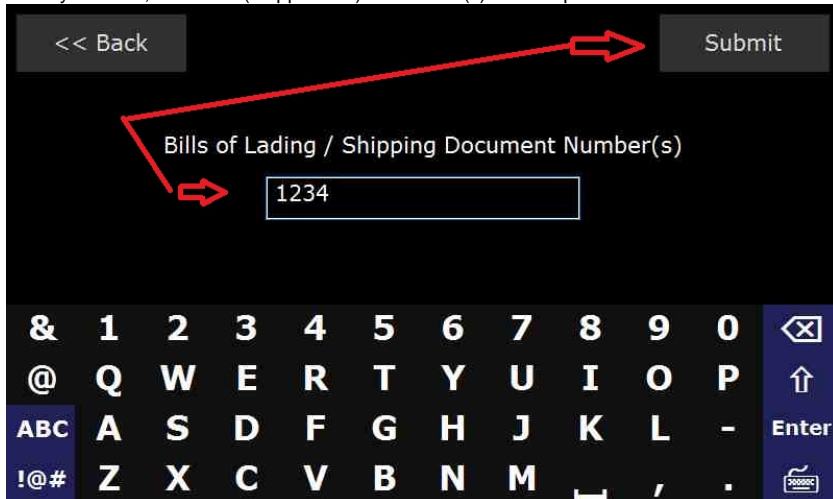 << Back
Submit
Bills of Lading / Shipping Document Number(s)
1234
& 1 2 3 4 5 6 7 8 9 0
@ Q W E R T Y U I O P
ABC A S D F G H J K L - Enter
!@# Z X C V B N M , .